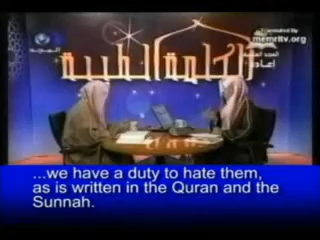 memritv.org
إعادة
الكلمة الطيبة
...we have a duty to hate them,
as is written in the Quran and the
Sunnah.